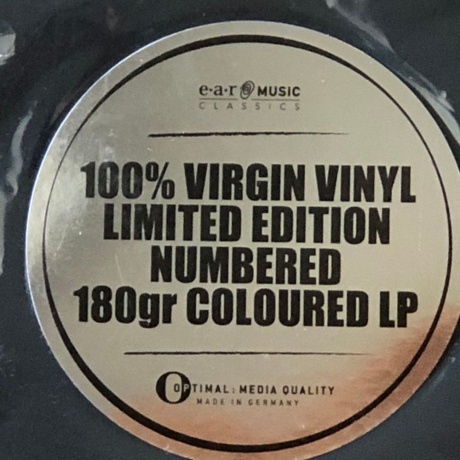 e·a·r MUSIC
CLASSICS
100% VIRGIN VINYL
LIMITED EDITION
NUMBERED
180gr COLOURED LP
OPTIMAL: MEDIA QUALITY
MADE IN GERMANY